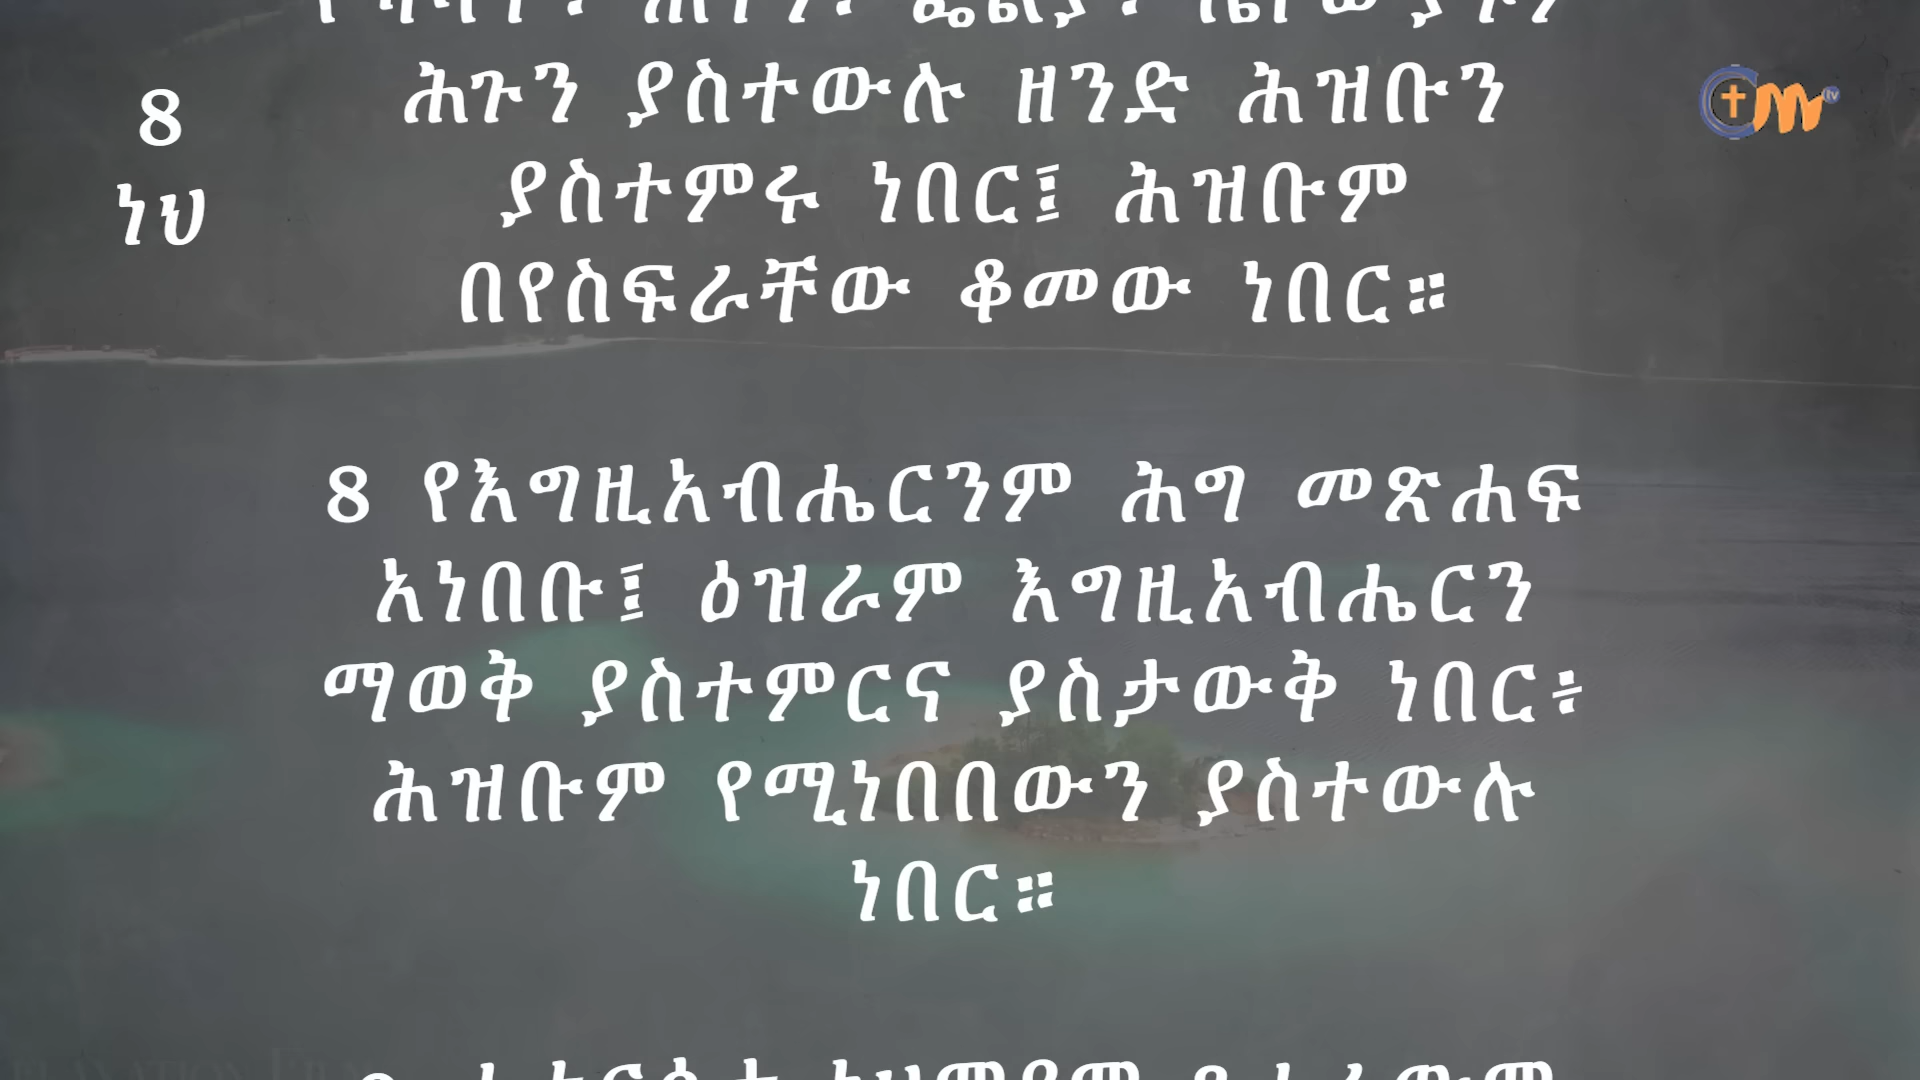 8
ነህ
ሕጉን ያስተውሉ ዘንድ ሕዝቡን
ያስተምሩ ነበር፤ ሕዝቡም
በየስፍራቸው ቆመው ነበር።
8 የእግዚአብሔርንም ሕግ መጽሐፍ
አነበቡ፤ ዕዝራም እግዚአብሔርን
ማወቅ ያስተምርና ያስታውቅ ነበር፥
ሕዝቡም የሚነበበውን ያስተውሉ
ነበር።